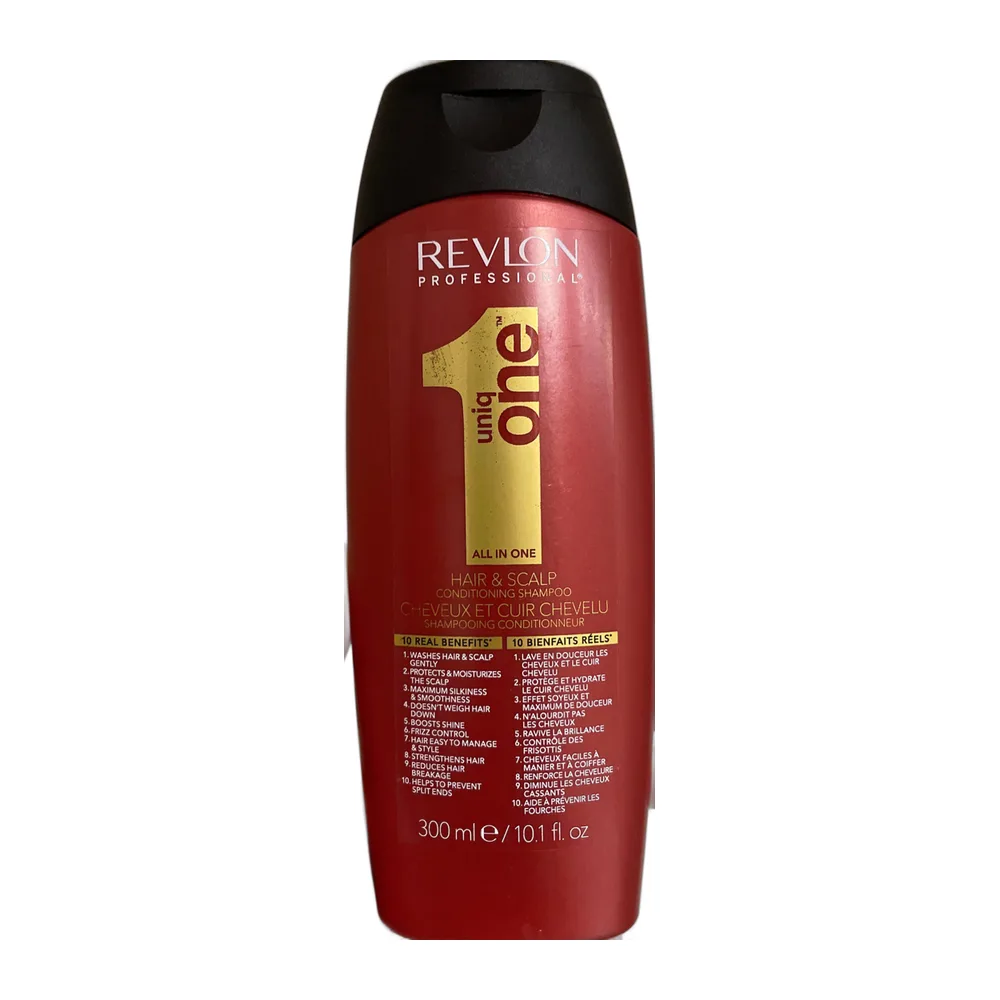 REVLON
PROFESSIONAL®
1
uniq
one™
ALL IN ONE
HAIR & SCALP
CONDITIONING SHAMPOO
CHEVEUX ET CUIR CHEVELU
SHAMPOOING CONDITIONNEUR
10 REAL BENEFITS*
1. WASHES HAIR & SCALP
GENTLY
2. PROTECTS & MOISTURIZES
THE SCALP
3. MAXIMUM SILKINESS
& SMOOTHNESS
4. DOESN'T WEIGH HAIR
DOWN
5. BOOSTS SHINE
6. FRIZZ CONTROL
7. HAIR EASY TO MANAGE
& STYLE
8. STRENGTHENS HAIR
9. REDUCES HAIR
BREAKAGE
10. HELPS TO PREVENT
SPLIT ENDS
10 BIENFAITS RÉELS*
1. LAVE EN DOUCEUR LES
CHEVEUX ET LE CUIR
CHEVELU
2. PROTÈGE ET HYDRATE
LE CUIR CHEVELU
3. EFFET SOYEUX ET
MAXIMUM DE DOUCEUR
4. N'ALOURDIT PAS
LES CHEVEUX
5. RAVIVE LA BRILLANCE
6. CONTRÔLE DES
FRISOTTIS
7. CHEVEUX FACILES À
MANIER ET À COIFFER
8. RENFORCE LA CHEVELURE
9. DIMINUE LES CHEVEUX
CASSANTS
10. AIDE À PRÉVENIR LES
FOURCHES
300 ml e / 10.1 fl. oz